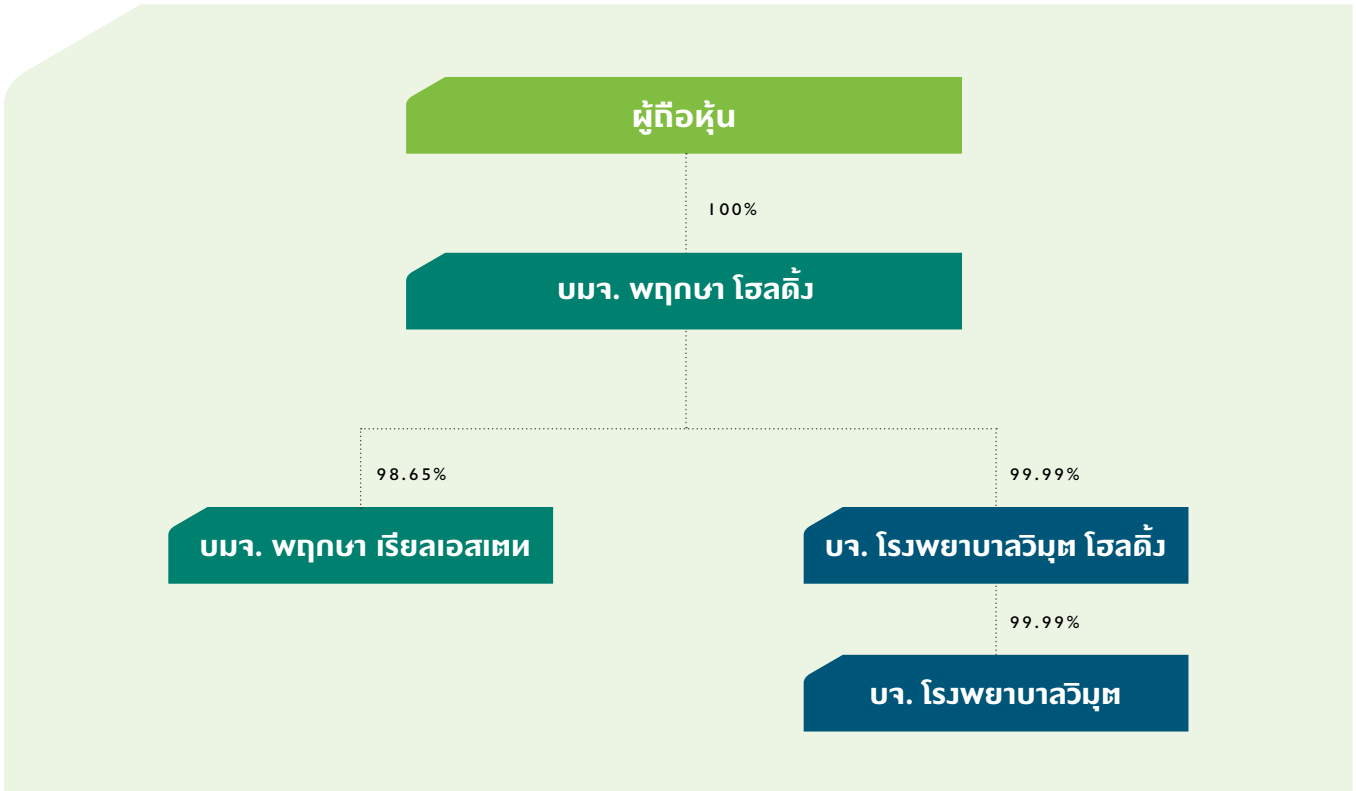 ผู้ถือหุ้น
100%
บมจ. พฤกษา โฮลดิ้ง
98.65%
99.99%
บมจ. พฤกษา เรียลเอสเตท
บจ. โรงพยาบาลวิมุต โฮลดิ้ง
99.99%
บจ. โรงพยาบาลวิมุต